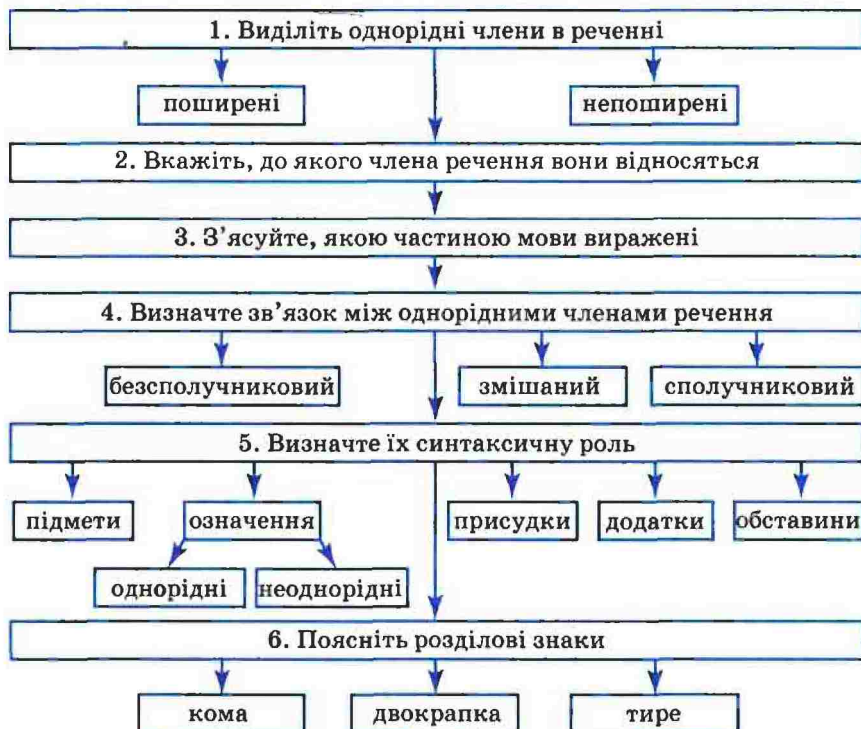 1. Виділіть однорідні члени в реченні
поширені непоширені
2. Вкажіть, до якого члена речення вони відносяться
3. З'ясуйте, якою частиною мови виражені
4. Визначте зв'язок між однорідними членами речення
безсполучниковий змішаний сполучниковий
5. Визначте їх синтаксичну роль
підмети означення присудки додатки обставини
однорідні неоднорідні
6. Поясніть розділові знаки
кома двокрапка тире